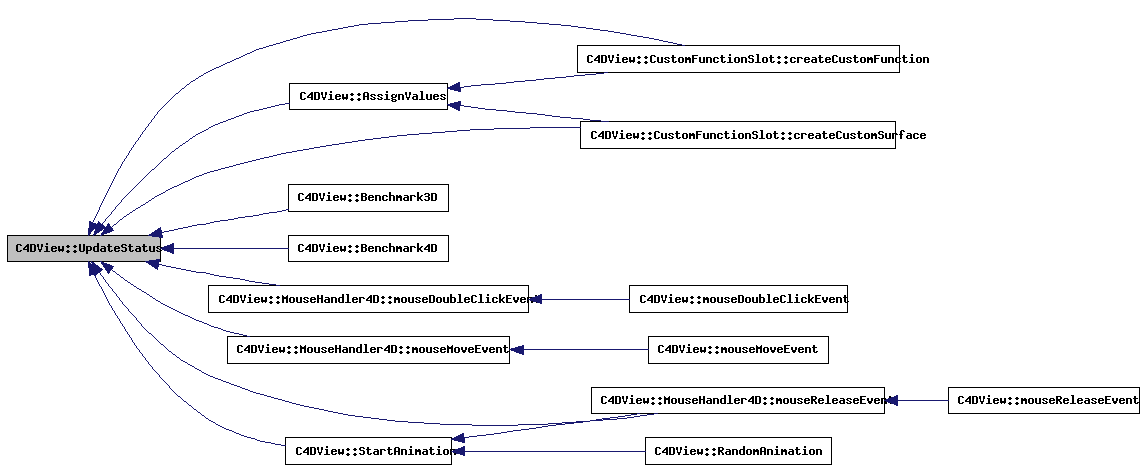 C4DView::CustomFunctionSlot::createCustomFunction
C4DView::AssignValues
C4DView::CustomFunctionSlot::createCustomSurface
C4DView::Benchmark3D
C4DView::UpdateStatus
C4DView::Benchmark4D
C4DView::MouseHandler4D::mouseDoubleClickEvent
C4DView::mouseDoubleClickEvent
C4DView::MouseHandler4D::mouseMoveEvent
C4DView::mouseMoveEvent
C4DView::MouseHandler4D::mouseReleaseEvent
C4DView::mouseReleaseEvent
C4DView::StartAnimation
C4DView::RandomAnimation